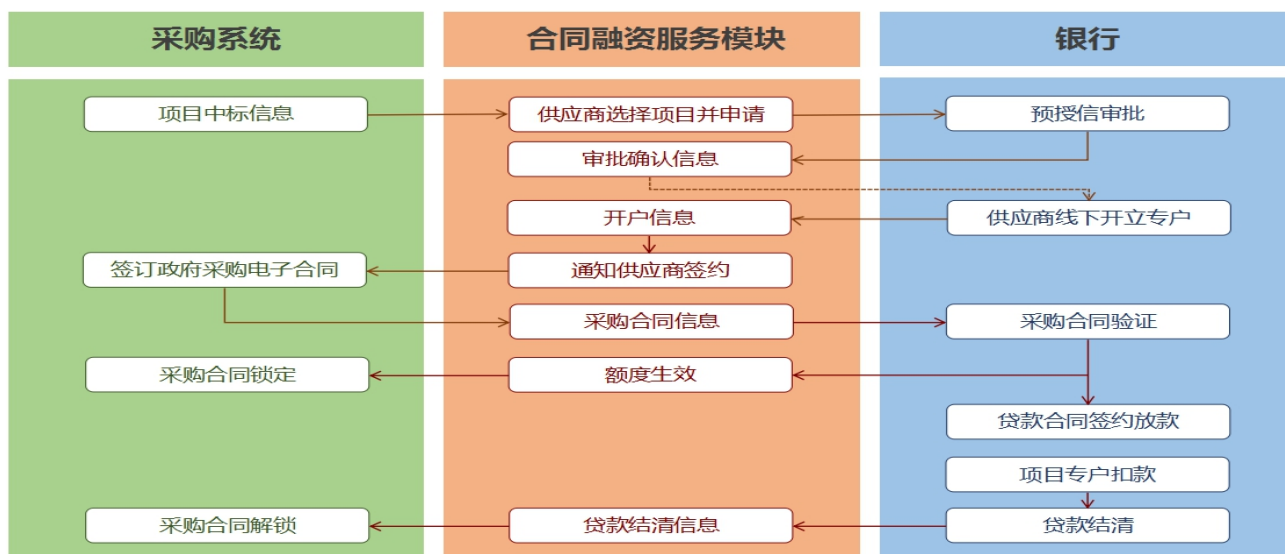 采购系统
合同融资服务模块
银行
项目中标信息
供应商选择项目并申请
预授信审批
审批确认信息
开户信息
供应商线下开立专户
签订政府采购电子合同
通知供应商签约
采购合同信息
采购合同验证
采购合同锁定
额度生效
贷款合同签约放款
项目专户扣款
采购合同解锁
贷款结清信息
贷款结清